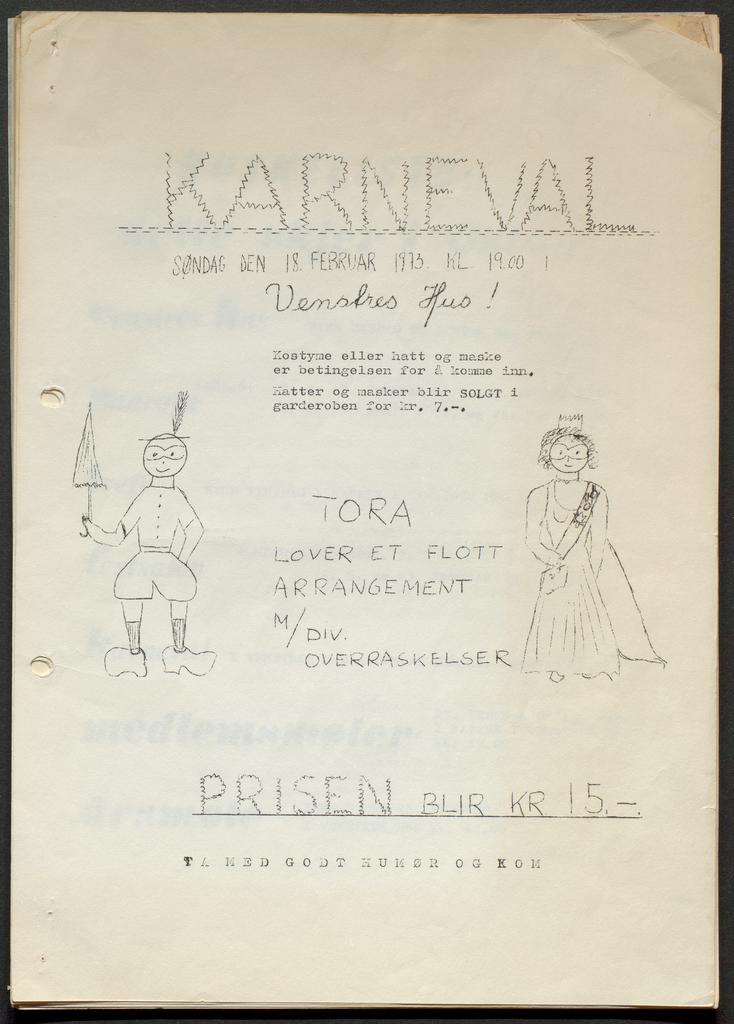 KARNEVAL
SØNDAG DEN 18. FEBRUAR 1973. KL. 19.00 I
Venstres Hus!
Kostyme eller hatt og maske
er betingelsen for å komme inn.
Hatter og masker blir SOLGT i
garderoben for kr. 7.-.
TORA
LOVER ET FLOTT
ARRANGEMENT
M/DIV.
OVERRASKELSER
PRISEN BLIR KR 15.-.
TA MED GODT HUMØR OG KOM
medlemsmøter